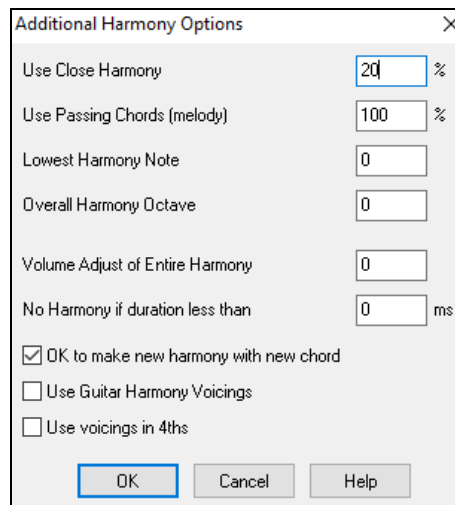 Additional Harmony Options
Use Close Harmony 20 %
Use Passing Chords (melody) 100 %
Lowest Harmony Note 0
Overall Harmony Octave 0
Volume Adjust of Entire Harmony 0
No Harmony if duration less than 0 ms
OK to make new harmony with new chord
Use Guitar Harmony Voicings
Use voicings in 4ths
OK Cancel Help